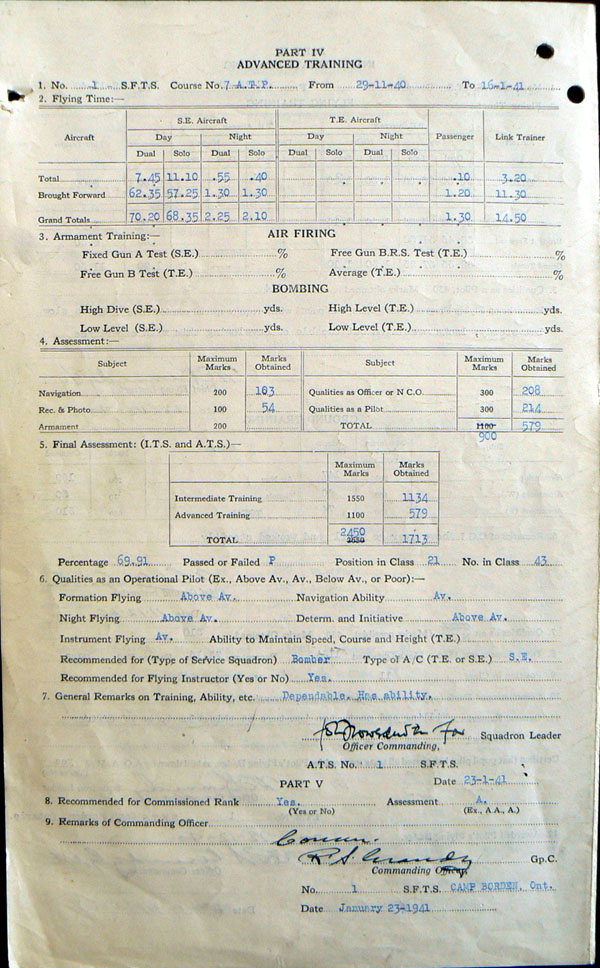 PART IV
ADVANCED TRAINING
1. No. 1 S.F.T.S. Course No. 7 A.T.P. From 29-11-40 To 16-1-41
2. Flying Time:—
Aircraft S.E. Aircraft T.E. Aircraft Passenger Link Trainer
Day Night Day Night
Dual Solo Dual Solo Dual Solo Dual Solo
Total 7.45 11.10 .55 .40 .10 3.20
Brought Forward 62.35 57.25 1.30 1.30 1.20 11.30
Grand Totals 70.20 68.35 2.25 2.10 1.30 14.50
3. Armament Training:— AIR FIRING
Fixed Gun A Test (S.E.) % Free Gun B.R.S. Test (T.E.) %
Free Gun B Test (T.E.) % Average (T.E.) %
BOMBING
High Dive (S.E.) yds. High Level (T.E.) yds.
Low Level (S.E.) yds. Low Level (T.E.) yds.
4. Assessment:—
Subject Maximum Marks Marks Obtained Subject Maximum Marks Marks Obtained
Navigation 200 103 Qualities as Officer or N C.O. 300 208
Rec. & Photo 100 54 Qualities as a Pilot 300 214
Armament 200 TOTAL 1100 579
900
5. Final Assessment: (I.T.S. and A.T.S.)—
Maximum Marks Marks Obtained
Intermediate Training 1550 1134
Advanced Training 1100 579
2450
TOTAL 2650 1713
Percentage 69.91 Passed or Failed P Position in Class 21 No. in Class 43
6. Qualities as an Operational Pilot (Ex., Above Av., Av., Below Av., or Poor):—
Formation Flying Above Av. Navigation Ability Av.
Night Flying Above Av. Determ. and Initiative Above Av.
Instrument Flying Av. Ability to Maintain Speed, Course and Height (T.E.)
Recommended for (Type of Service Squadron) Bomber Type of A/C (T.E. or S.E.) S.E.
Recommended for Flying Instructor (Yes or No) Yes.
7. General Remarks on Training, Ability, etc. Dependable. Has ability.
For Squadron Leader
Officer Commanding,
A.T.S. No. 1 S.F.T.S.
PART V Date 23-1-41
8. Recommended for Commissioned Rank Yes. Assessment A.
(Yes or No) (Ex., A.A., A.)
9. Remarks of Commanding Officer
Concur.
Gp.C.
Commanding Officer,
No. 1 S.F.T.S. CAMP BORDEN, Ont.
Date January 23-1941